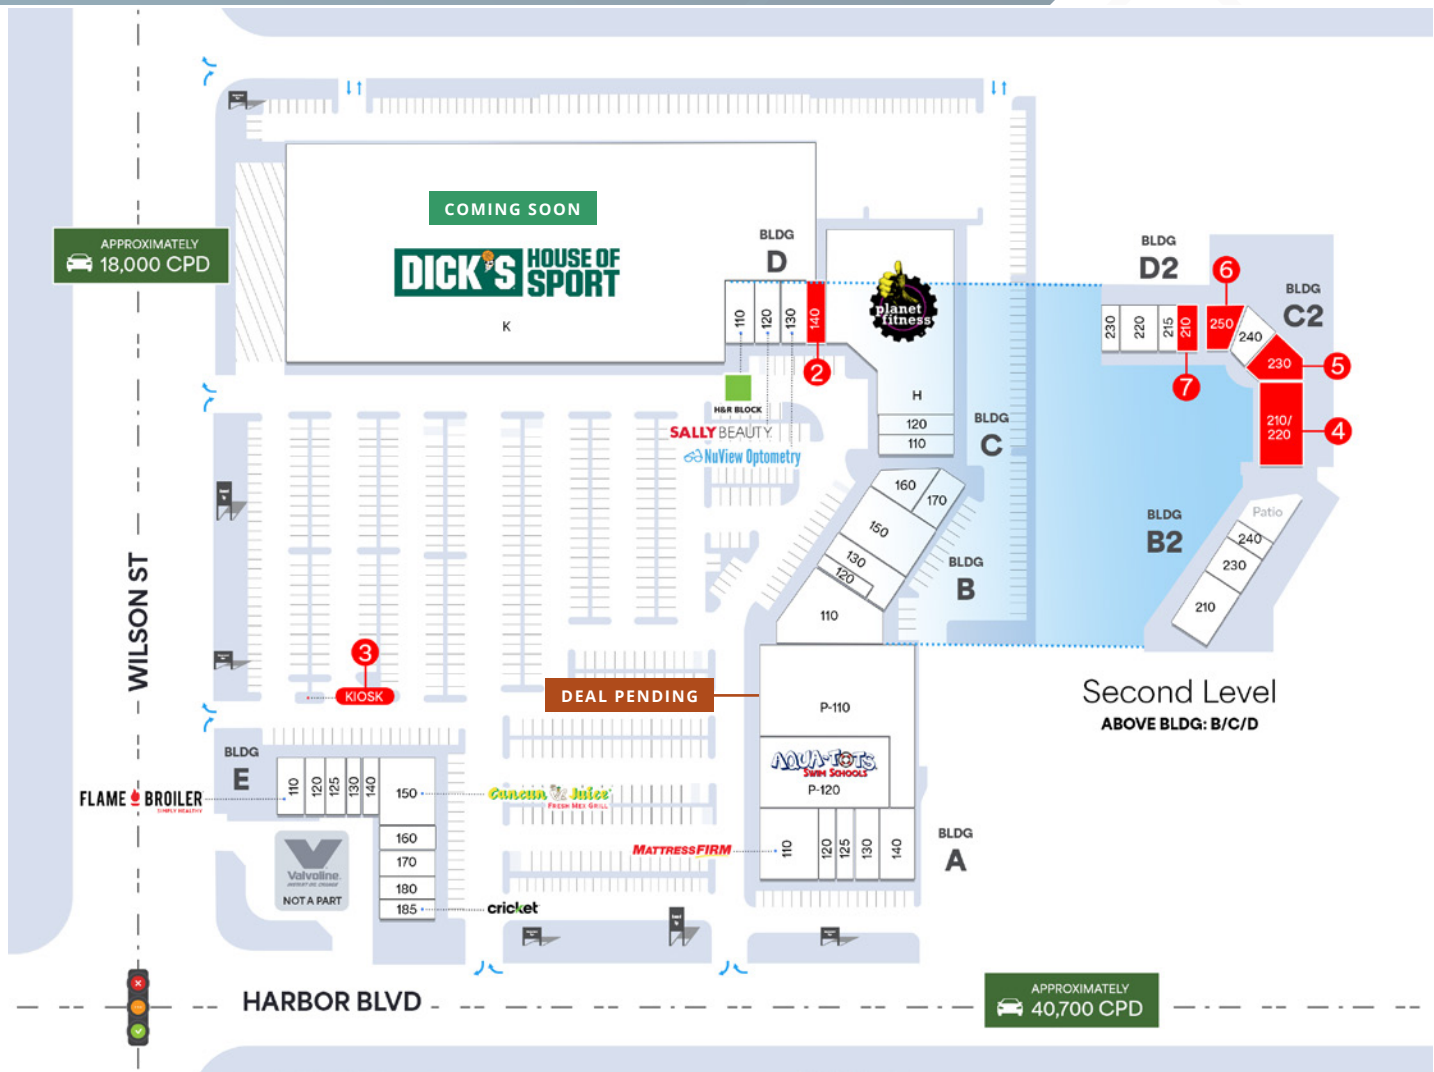 COMING SOON
DICK'S
HOUSE OF
SPORT
K
APPROXIMATELY
18,000 CPD
BLDG
D
110
120
130
140
2
planet
fitness
H
120
110
BLDG
C
H&R BLOCK
SALLY BEAUTY
NuView Optometry
BLDG
D2
230
220
215
210
7
6
250
240
BLDG
C2
230
5
210/
220
4
160
170
150
130
120
110
BLDG
B
BLDG
B2
Patio
240
230
210
Second Level
ABOVE BLDG: B/C/D
WILSON ST
3
KIOSK
DEAL PENDING
P-110
AQUA-TOTS
SWIM SCHOOLS
P-120
110
120
125
130
140
BLDG
A
MATTRESSFIRM
BLDG
E
FLAME BROILER
SIMPLY HEALTHY
110
120
125
130
140
150
Cancun Juice
FRESH MEX GRILL
160
170
180
185
cricket
Valvoline
NOT A PART
HARBOR BLVD
APPROXIMATELY
40,700 CPD